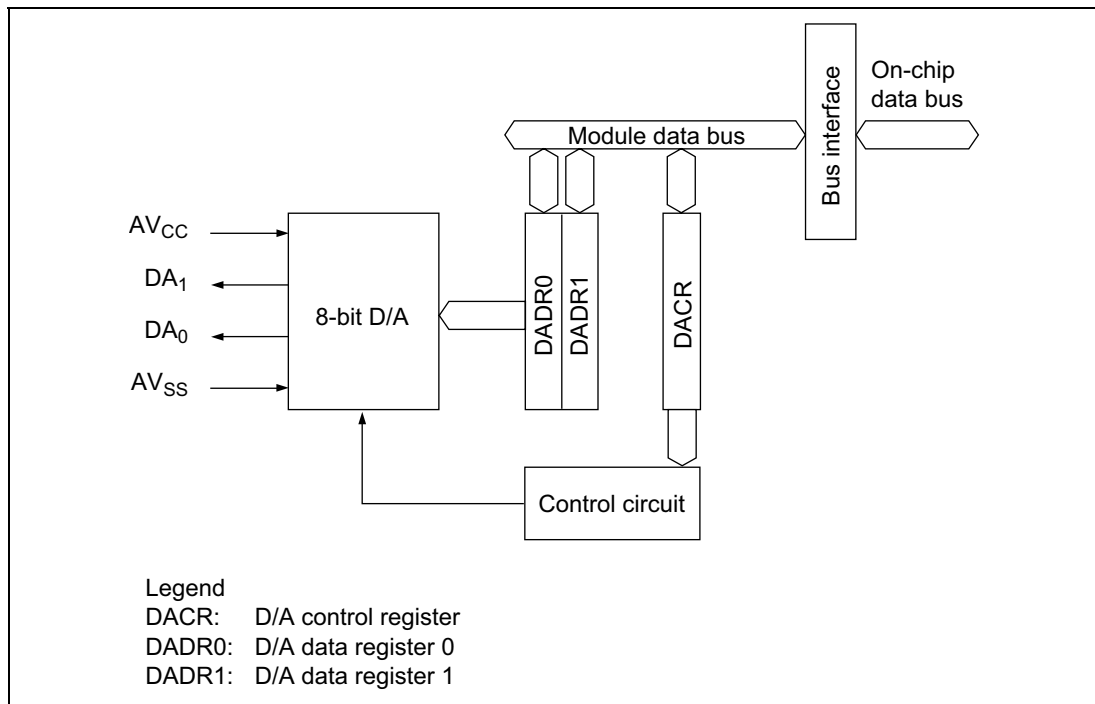 On-chip
data bus
Bus interface
Module data bus
AVCC
DA1
DA0
AVSS
8-bit D/A
DADR0
DADR1
DACR
Control circuit
Legend
DACR: D/A control register
DADR0: D/A data register 0
DADR1: D/A data register 1